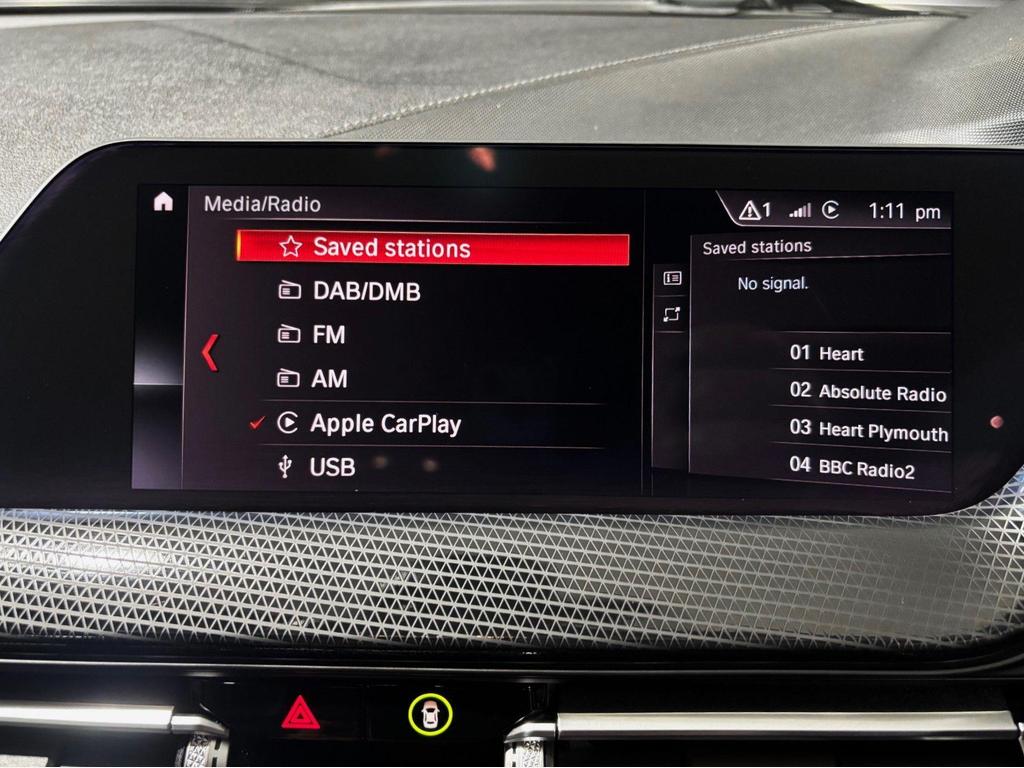 Media/Radio
Saved stations
DAB/DMB
FM
AM
Apple CarPlay
USB
1 1:11 pm
Saved stations
No signal.
01 Heart
02 Absolute Radio
03 Heart Plymouth
04 BBC Radio2